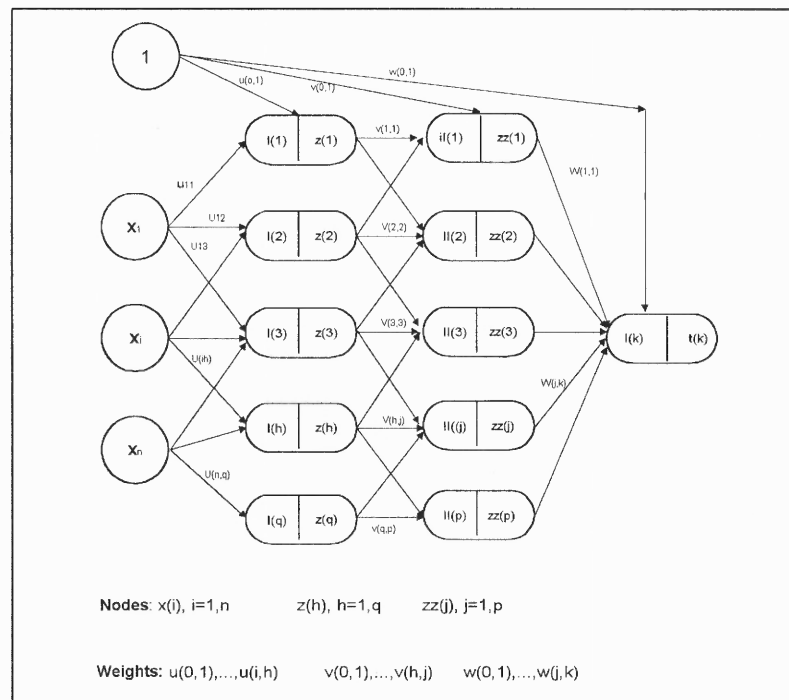 1
w(0,1)
u(o,1)
v(0,1)
I(1) z(1)
v(1,1)
iI(1) zz(1)
u11
W(1,1)
X1
U12
U13
I(2) z(2)
V(2,2)
II(2) zz(2)
Xi
U(ih)
I(3) z(3)
V(3,3)
II(3) zz(3)
I(k) t(k)
W(j,k)
Xn
U(n,q)
I(h) z(h)
V(h,j)
II((j) zz(j)
I(q) z(q)
v(q,p)
II(p) zz(p)
Nodes: x(i), i=1,n z(h), h=1,q zz(j), j=1,p
Weights: u(0,1),...,u(i,h) v(0,1),...,v(h,j) w(0,1),...,w(j,k)